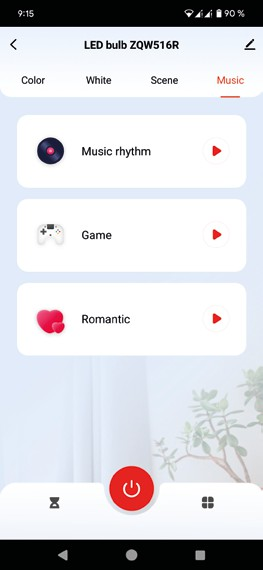 9:15
90 %
LED bulb ZQW516R
Color
White
Scene
Music
Music rhythm
Game
Romantic